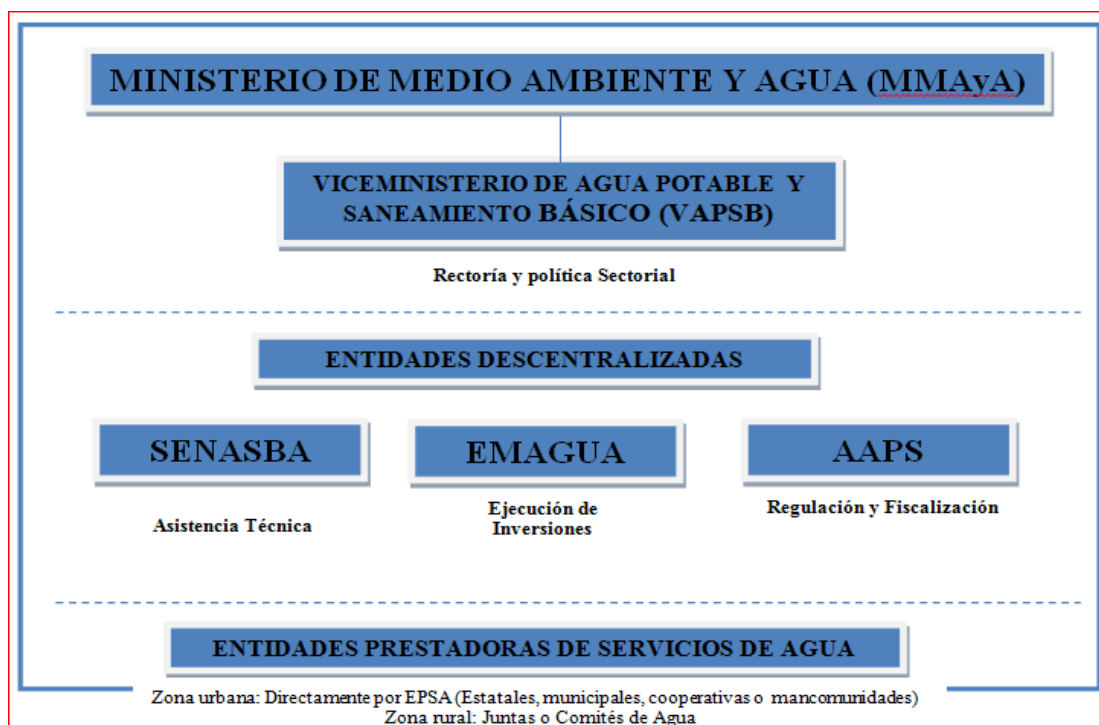 MINISTERIO DE MEDIO AMBIENTE Y AGUA (MMAyA)
VICEMINISTERIO DE AGUA POTABLE Y
SANEAMIENTO BÁSICO (VAPSB)
Rectoría y política Sectorial
ENTIDADES DESCENTRALIZADAS
SENASBA
Asistencia Técnica
EMAGUA
Ejecución de
Inversiones
AAPS
Regulación y Fiscalización
ENTIDADES PRESTADORAS DE SERVICIOS DE AGUA
Zona urbana: Directamente por EPSA (Estatales, municipales, cooperativas o mancomunidades)
Zona rural: Juntas o Comités de Agua